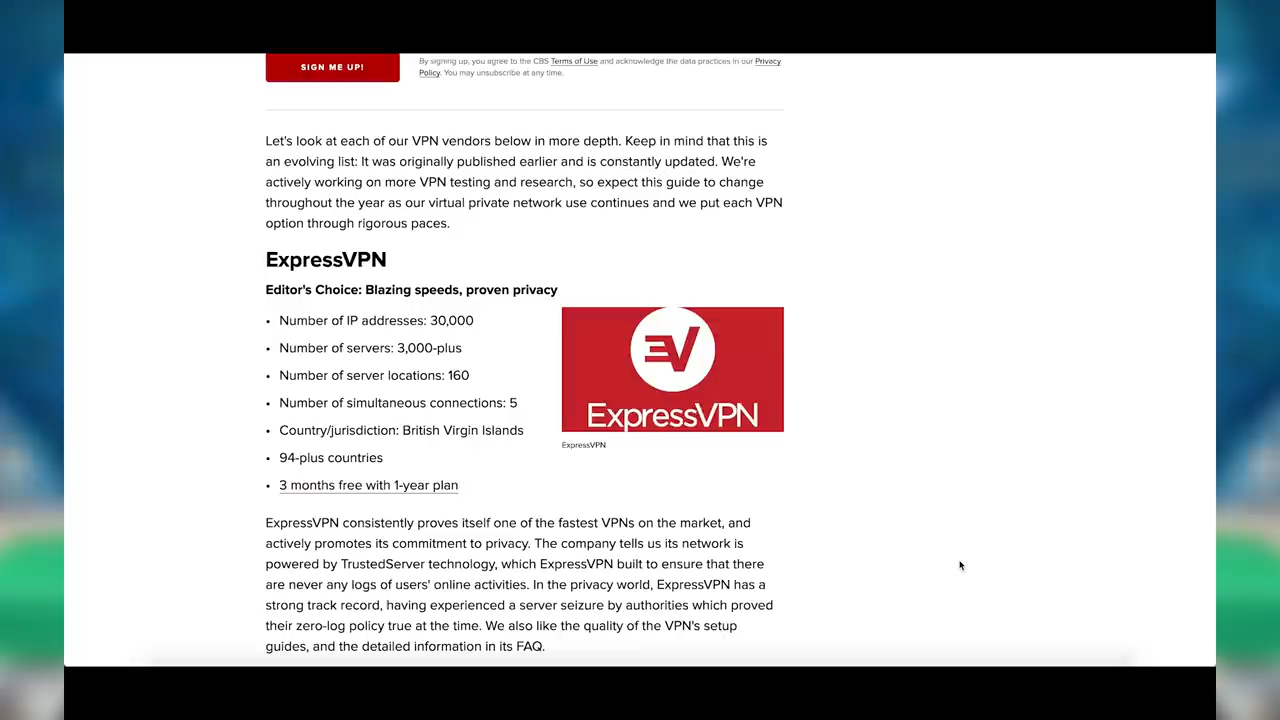 SIGN ME UP!
By signing up, you agree to the CBS Terms of Use and acknowledge the data practices in our Privacy
Policy. You may unsubscribe at any time.
Let's look at each of our VPN vendors below in more depth. Keep in mind that this is
an evolving list: It was originally published earlier and is constantly updated. We're
actively working on more VPN testing and research, so expect this guide to change
throughout the year as our virtual private network use continues and we put each VPN
option through rigorous paces.
ExpressVPN
Editor's Choice: Blazing speeds, proven privacy
• Number of IP addresses: 30,000
• Number of servers: 3,000-plus
• Number of server locations: 160
• Number of simultaneous connections: 5
• Country/jurisdiction: British Virgin Islands
• 94-plus countries
• 3 months free with 1-year plan
EV
ExpressVPN
ExpressVPN
ExpressVPN consistently proves itself one of the fastest VPNs on the market, and
actively promotes its commitment to privacy. The company tells us its network is
powered by TrustedServer technology, which ExpressVPN built to ensure that there
are never any logs of users' online activities. In the privacy world, ExpressVPN has a
strong track record, having experienced a server seizure by authorities which proved
their zero-log policy true at the time. We also like the quality of the VPN's setup
guides, and the detailed information in its FAQ.